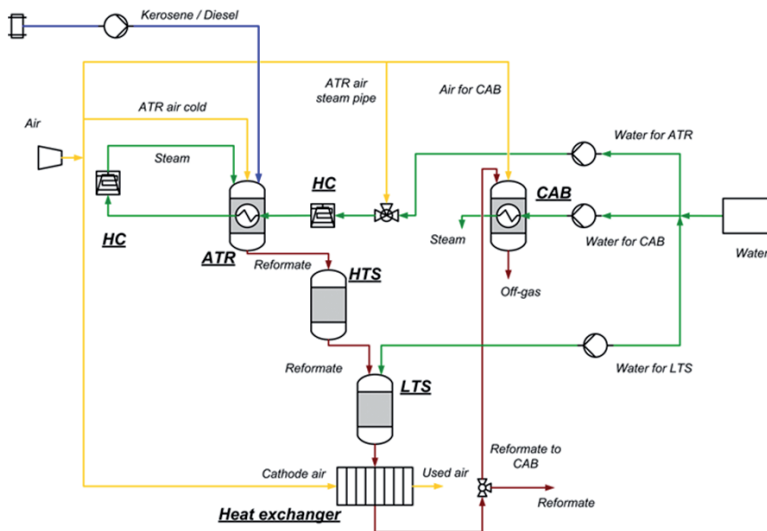 Kerosene / Diesel
ATR air
steam pipe
Air for CAB
ATR air cold
Air
Steam
Water for ATR
HC
CAB
HC
Steam
Water for CAB
Water
ATR
Reformate
HTS
Off-gas
Reformate
Water for LTS
LTS
Reformate to
CAB
Cathode air
Used air
Reformate
Heat exchanger